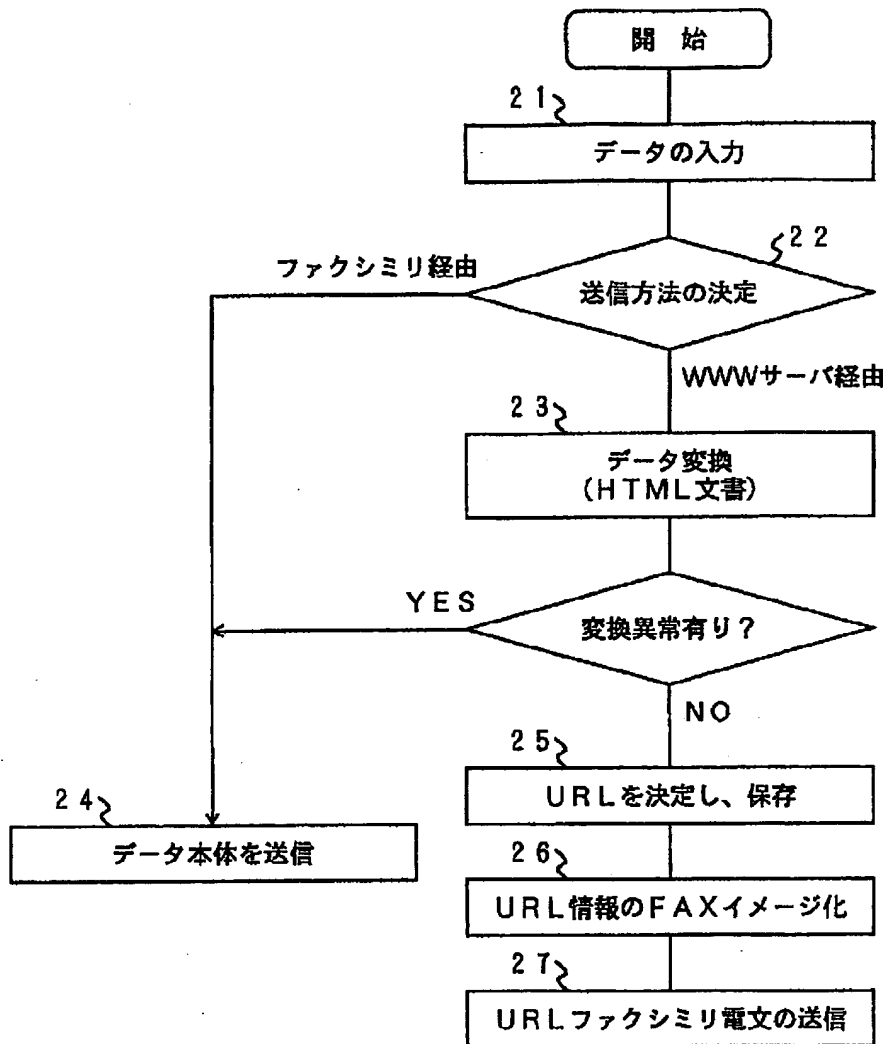 開 始
21
データの入力
22
ファクシミリ経由
送信方法の決定
WWWサーバ経由
23
データ変換
(HTML文書)
YES
変換異常有り?
NO
25
URLを決定し、保存
24
データ本体を送信
26
URL情報のFAXイメージ化
27
URLファクシミリ電文の送信